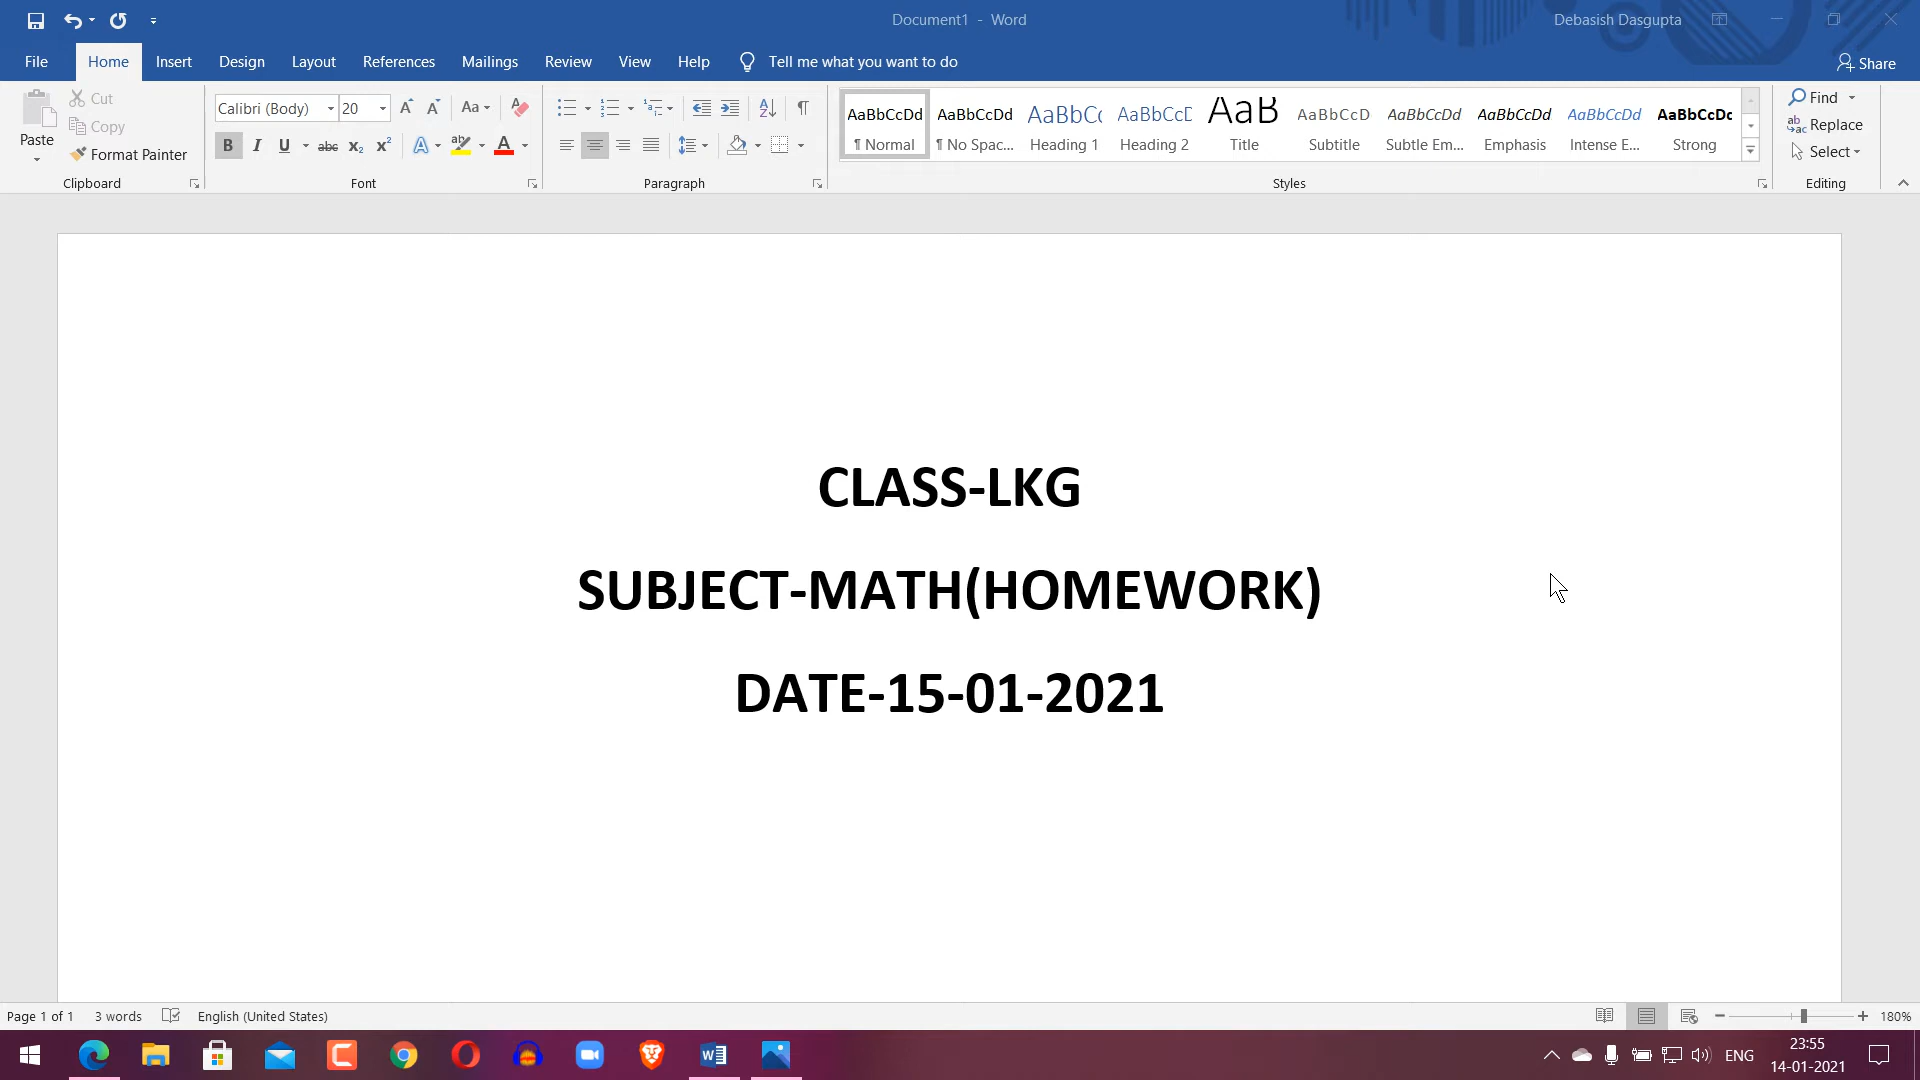 Document1 - Word
Debasish Dasgupta
File Home Insert Design Layout References Mailings Review View Help Tell me what you want to do
Share
Paste
Cut
Copy
Format Painter
Clipboard
Calibri (Body) 20
Font
Paragraph
AaBbCcDd AaBbCcDd AaBbCc AaBbCcD AaB AaBbCcD AaBbCcDd AaBbCcDd AaBbCcDd AaBbCcDc
¶ Normal ¶ No Spac... Heading 1 Heading 2 Title Subtitle Subtle Em... Emphasis Intense E... Strong
Styles
Find
Replace
Select
Editing
CLASS-LKG
SUBJECT-MATH(HOMEWORK)
DATE-15-01-2021
Page 1 of 1 3 words English (United States)
180%
ENG
23:55
14-01-2021